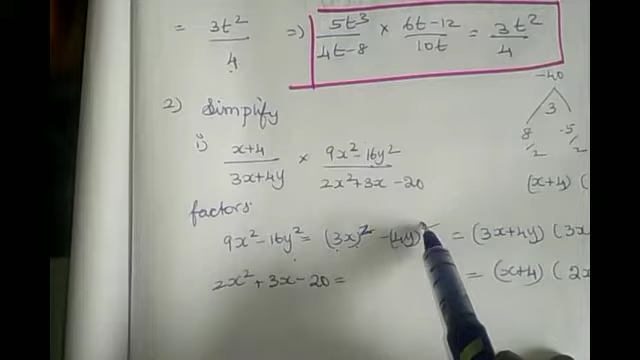 = 3t²/4 ⇒ 5t³/4t-8 × 6t-12/10t = 3t²/4
-40
2) Simplify
3
8/2 -5/2
i) x+4/3x+4y × 9x²-16y²/2x²+3x-20
(x+4) (
factors
9x²-16y² = (3x)² - (4y) = (3x+4y) (3x
2x²+3x-20 = = (x+4) ( 2x